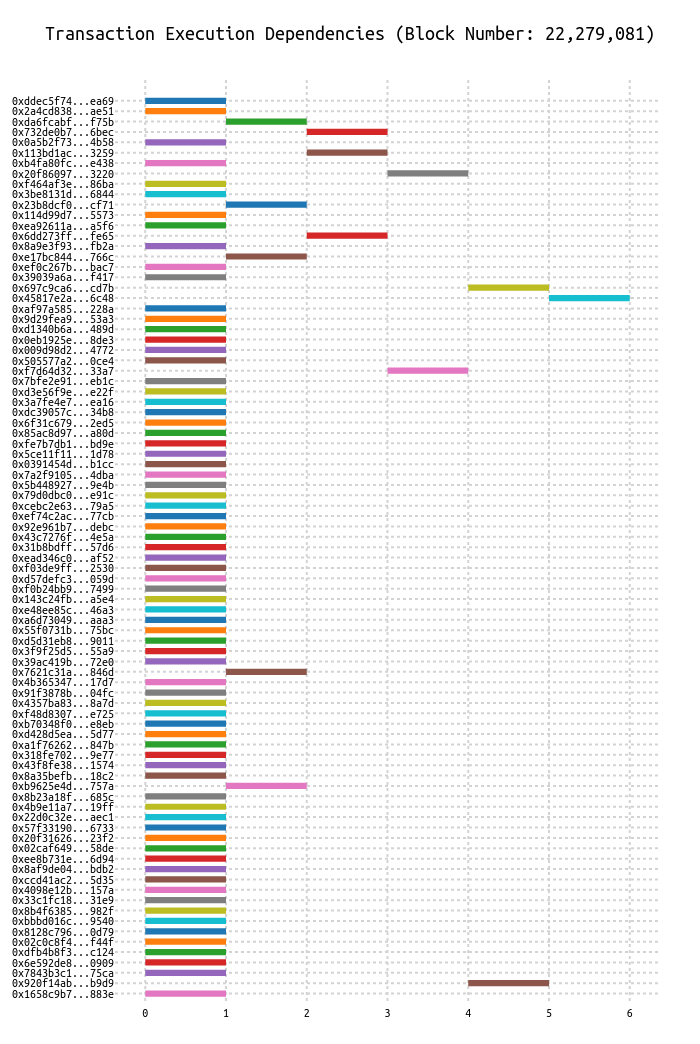 Transaction Execution Dependencies (Block Number: 22,279,081)
0xddec5f74...ea69
0x2a4cd838...ae51
0xda6fcabf...f75b
0x732de0b7...6bec
0x0a5b2f73...4b58
0x113bd1ac...3259
0xb4fa80fc...e438
0x20f86097...3220
0xf464af3e...86ba
0x3be8131d...6844
0x23b8dcf0...cf71
0x114d99d7...5573
0xea92611a...a5f6
0x6dd273ff...fe65
0x8a9e3f93...fb2a
0xe17bc844...766c
0xef0c267b...bac7
0x39039a6a...f417
0x697c9ca6...cd7b
0x45817e2a...6c48
0xaf97a585...228a
0x9d29fea9...53a3
0xd1340b6a...489d
0x0eb1925e...8de3
0x009d98d2...4772
0x505577a2...0ce4
0xf7d64d32...33a7
0x7bfe2e91...eb1c
0xd3e56f9e...e22f
0x3a7fe4e7...ea16
0xdc39057c...34b8
0x6f31c679...2ed5
0x85ac8d97...a80d
0xfe7b7db1...bd9e
0x5ce11f11...1d78
0x0391454d...b1cc
0x7a2f9105...4dba
0x5b448927...9e4b
0x79d0dbc0...e91c
0xcebc2e63...79a5
0xef74c2ac...77cb
0x92e961b7...debc
0x43c7276f...4e5a
0x31b8bdff...57d6
0xead346c0...af52
0xf03de9ff...2530
0xd57defc3...059d
0xf0b24bb9...7499
0x143c24fb...a5e4
0xe48ee85c...46a3
0xa6d73049...aaa3
0x55f0731b...75bc
0xd5d31eb8...9011
0x3f9f25d5...55a9
0x39ac419b...72e0
0x7621c31a...846d
0x4b365347...17d7
0x91f3878b...04fc
0x4357ba83...8a7d
0xf48d8307...e725
0xb70348f0...e8eb
0xd428d5ea...5d77
0xa1f76262...847b
0x318fe702...9e77
0x43f8fe38...1574
0x8a35befb...18c2
0xb9625e4d...757a
0x8b23a18f...685c
0x4b9e11a7...19ff
0x22d0c32e...aec1
0x57f33190...6733
0x20f31626...23f2
0x02caf649...58de
0xee8b731e...6d94
0x8af9de04...bdb2
0xccd41ac2...5d35
0x4098e12b...157a
0x33c1fc18...31e9
0x8b4f6385...982f
0xbbbd016c...9540
0x8128c796...0d79
0x02c0c8f4...f44f
0xdfb4b8f3...c124
0x6e592de8...0909
0x7843b3c1...75ca
0x920f14ab...b9d9
0x1658c9b7...883e
0 1 2 3 4 5 6